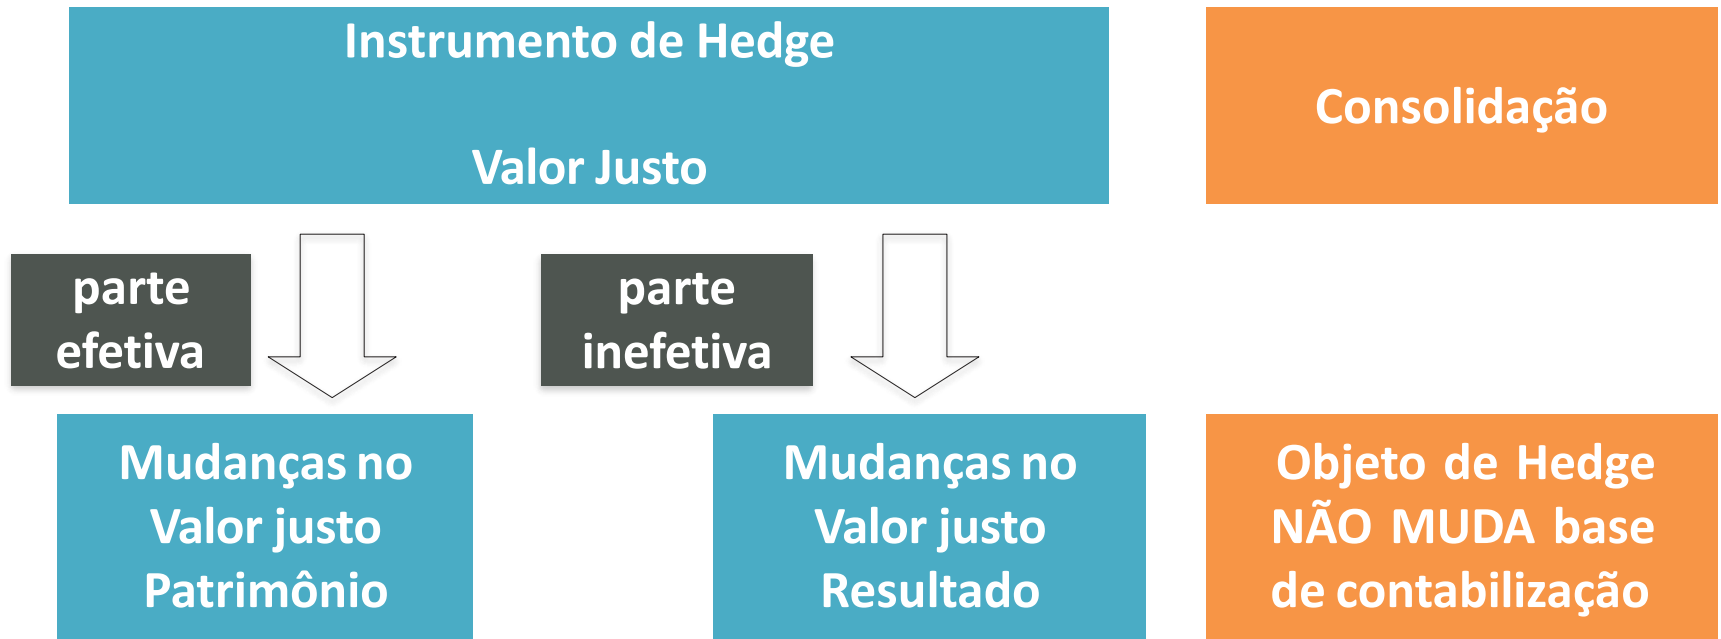 Instrumento de Hedge
Valor Justo
Consolidação
parte
efetiva
parte
inefetiva
Mudanças no
Valor justo
Patrimônio
Mudanças no
Valor justo
Resultado
Objeto de Hedge
NÃO MUDA base
de contabilização